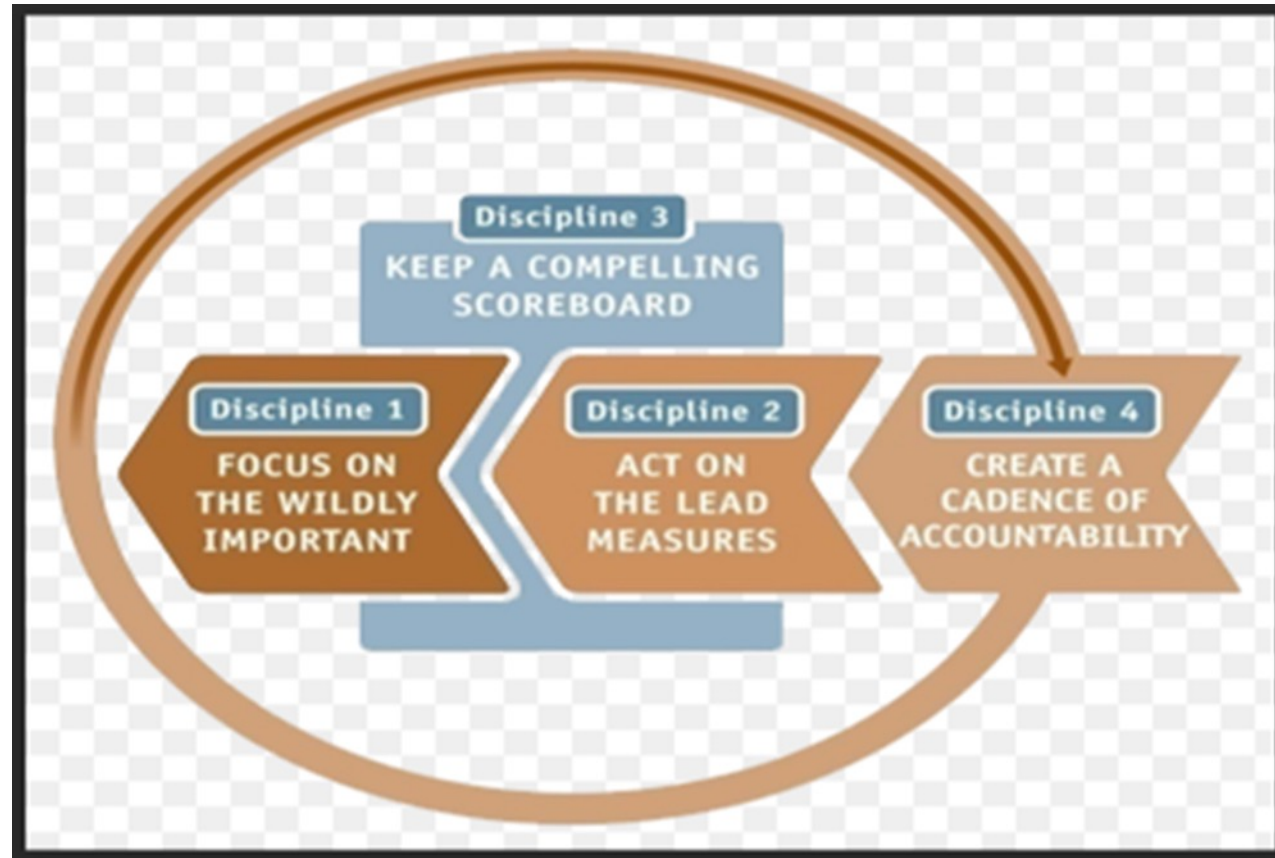 Discipline 3
KEEP A COMPELLING
SCOREBOARD
Discipline 1
FOCUS ON
THE WILDLY
IMPORTANT
Discipline 2
ACT ON
THE LEAD
MEASURES
Discipline 4
CREATE A
CADENCE OF
ACCOUNTABILITY